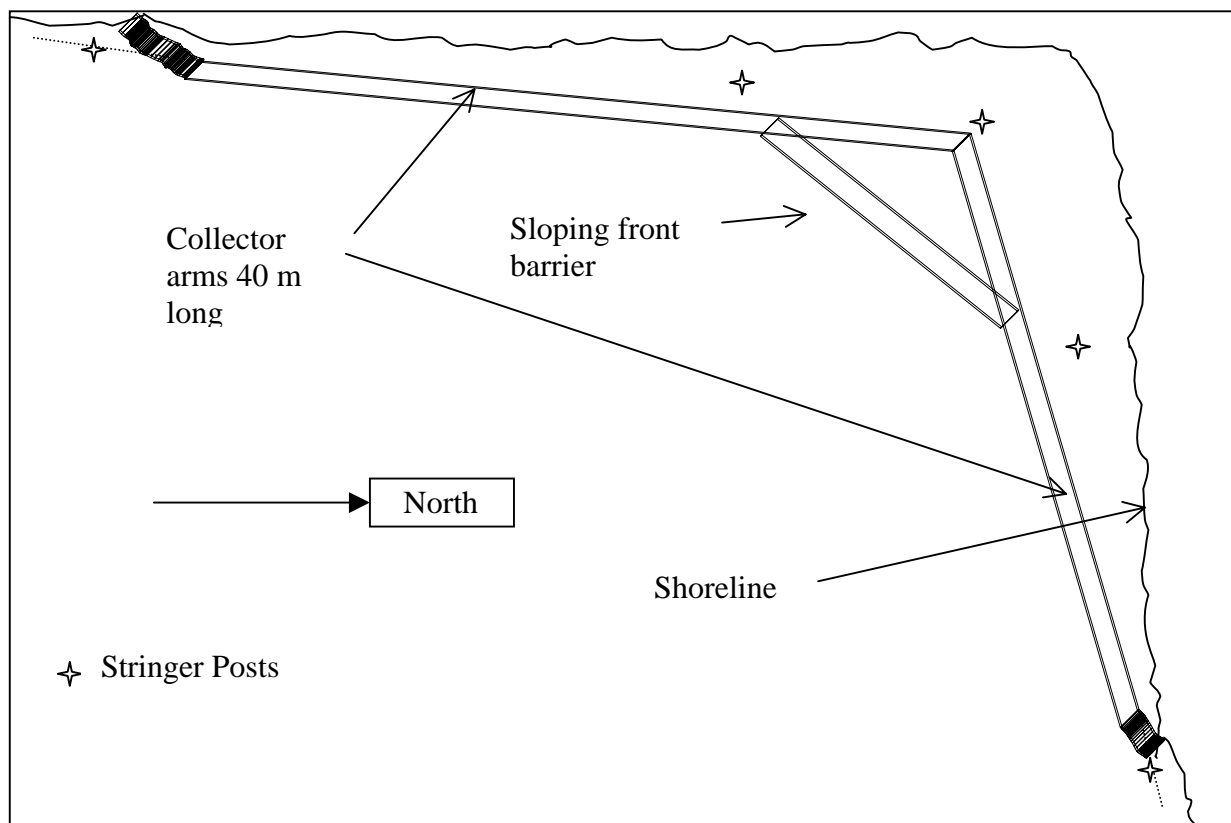 Collector
arms 40 m
long
Sloping front
barrier
North
Shoreline
Stringer Posts